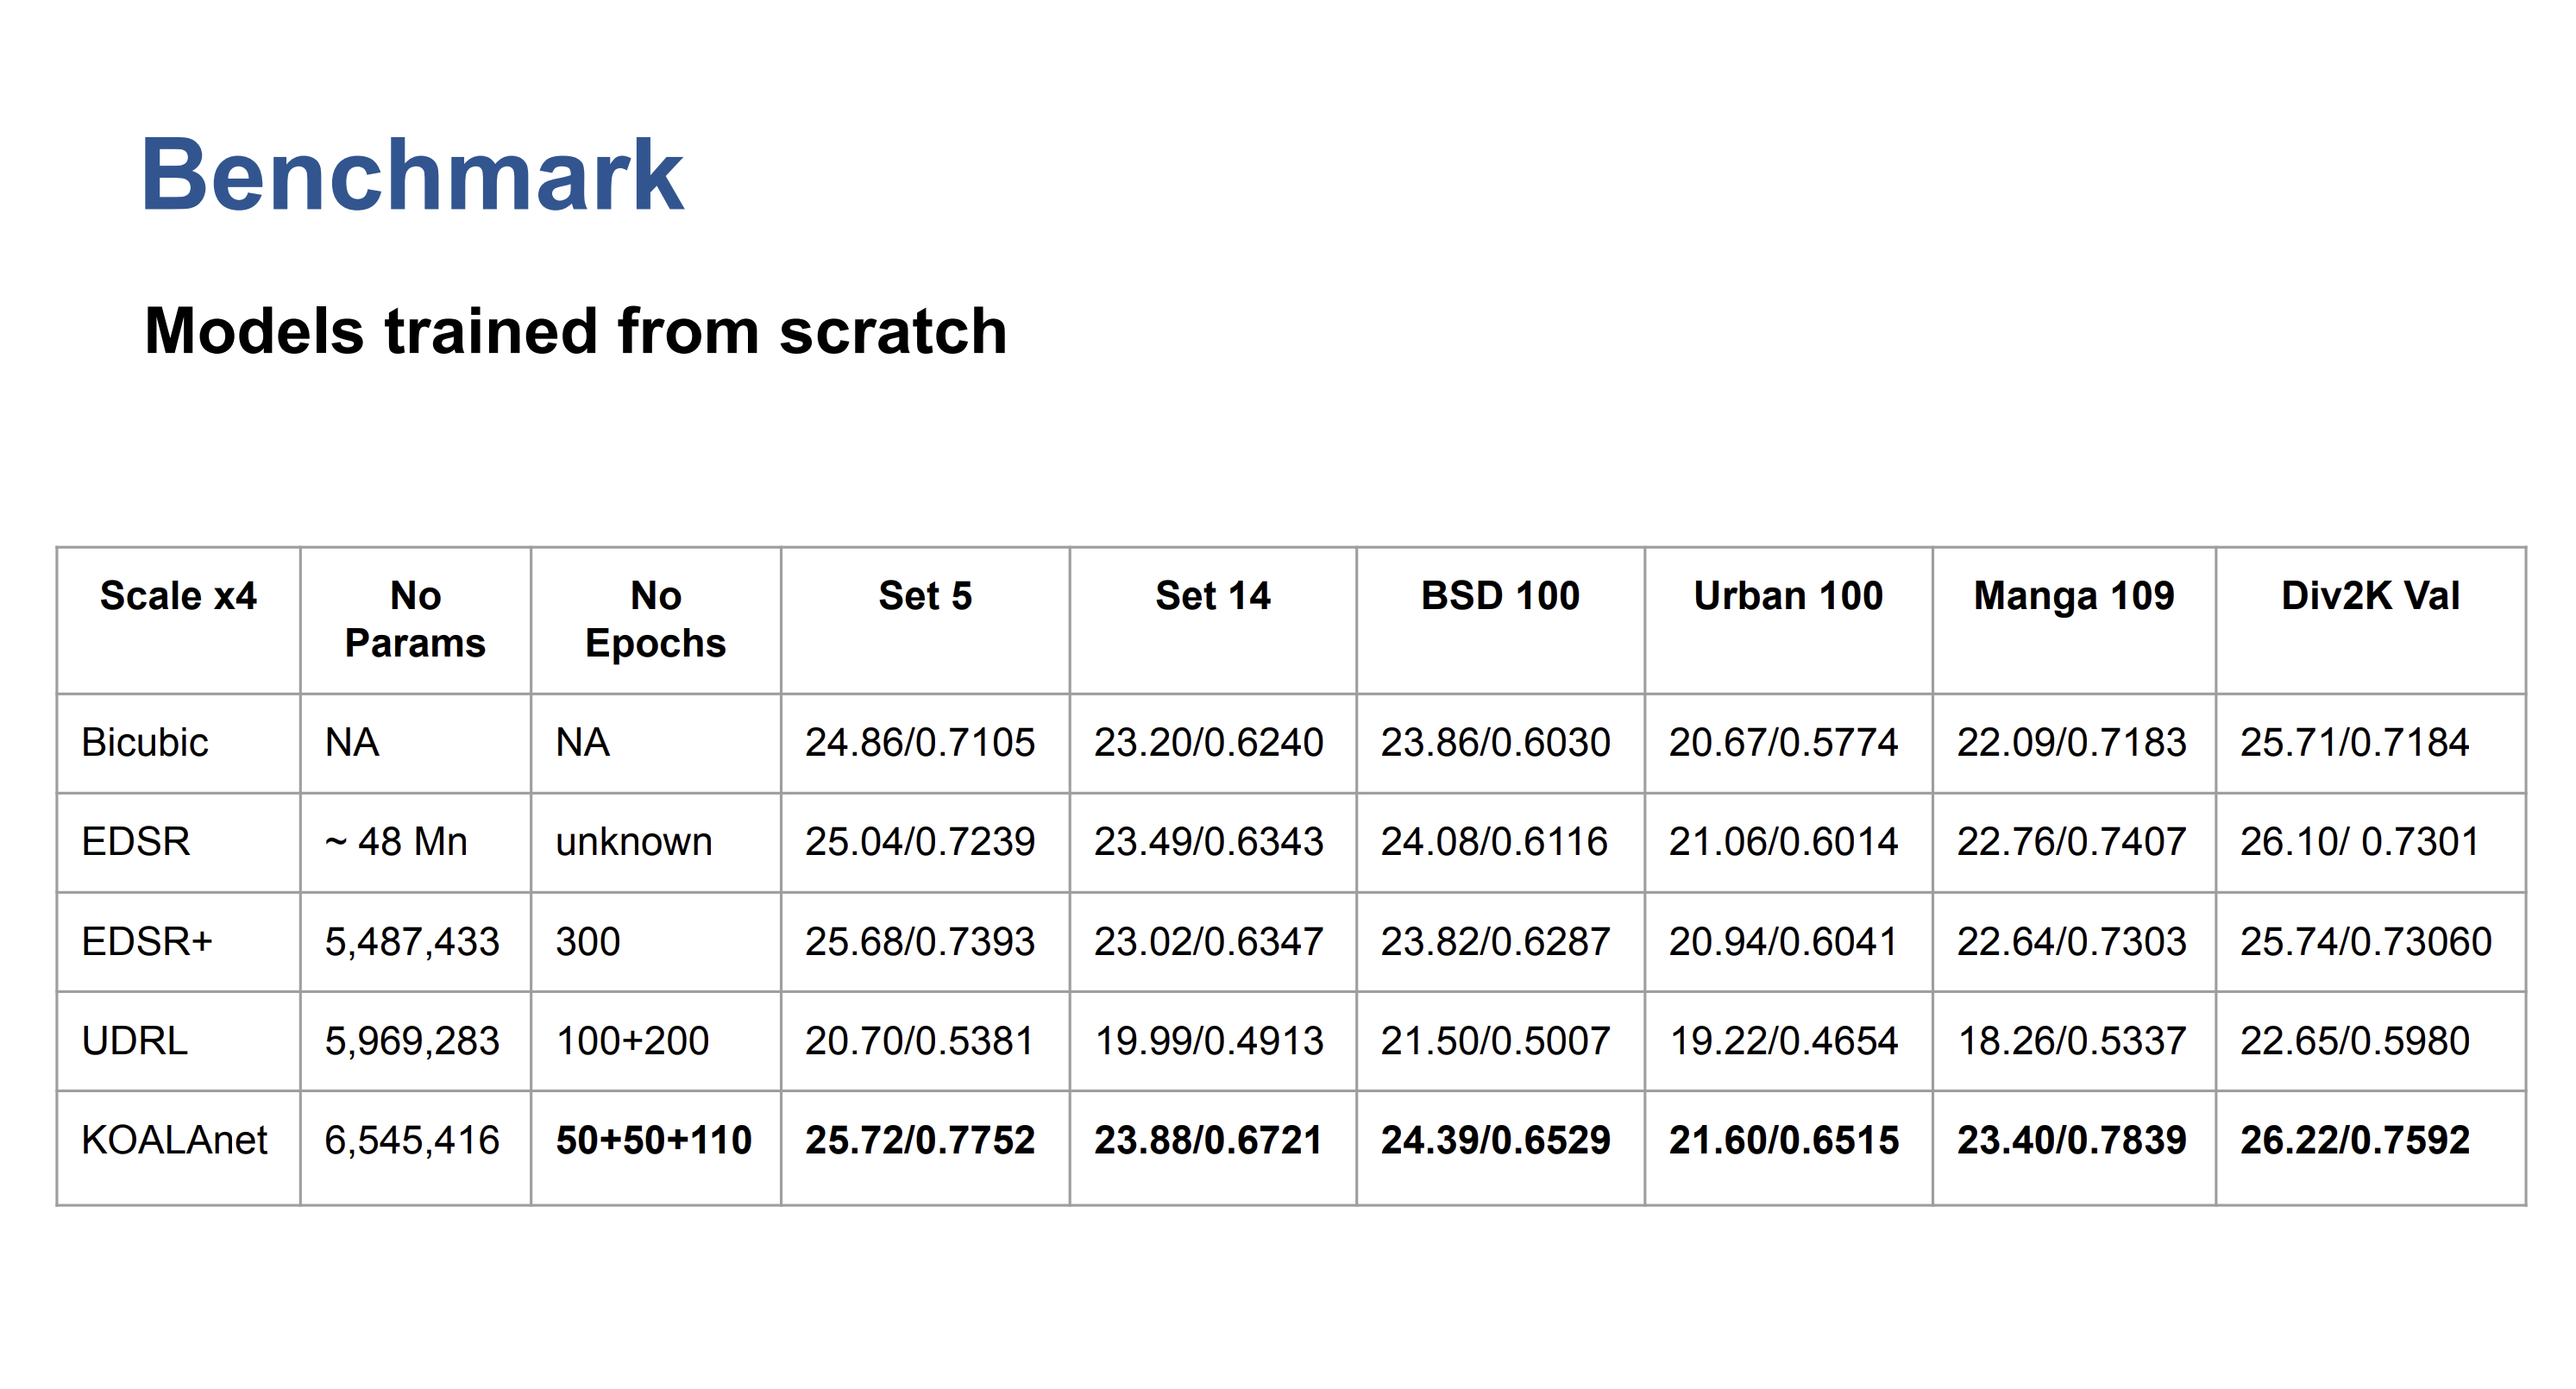 Benchmark
Models trained from scratch
Scale x4 No Params No Epochs Set 5 Set 14 BSD 100 Urban 100 Manga 109 Div2K Val
Bicubic NA NA 24.86/0.7105 23.20/0.6240 23.86/0.6030 20.67/0.5774 22.09/0.7183 25.71/0.7184
EDSR ~ 48 Mn unknown 25.04/0.7239 23.49/0.6343 24.08/0.6116 21.06/0.6014 22.76/0.7407 26.10/ 0.7301
EDSR+ 5,487,433 300 25.68/0.7393 23.02/0.6347 23.82/0.6287 20.94/0.6041 22.64/0.7303 25.74/0.73060
UDRL 5,969,283 100+200 20.70/0.5381 19.99/0.4913 21.50/0.5007 19.22/0.4654 18.26/0.5337 22.65/0.5980
KOALAnet 6,545,416 50+50+110 25.72/0.7752 23.88/0.6721 24.39/0.6529 21.60/0.6515 23.40/0.7839 26.22/0.7592